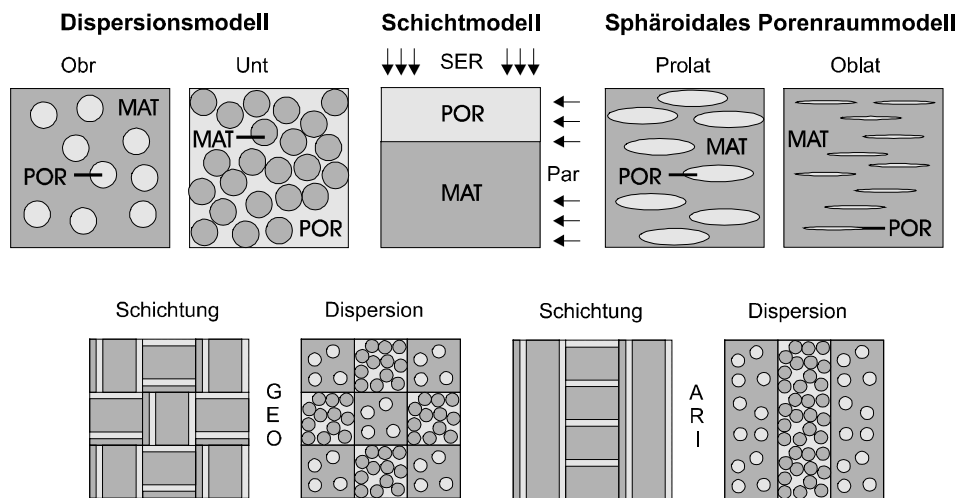 Dispersionsmodell
Schichtmodell
Sphäroidales Porenraummodell
Obr
Unt
SER
Prolat
Oblat
MAT
POR
MAT
POR
POR
MAT
Par
MAT
POR
MAT
POR
Schichtung
Dispersion
Schichtung
Dispersion
G
E
O
A
R
I